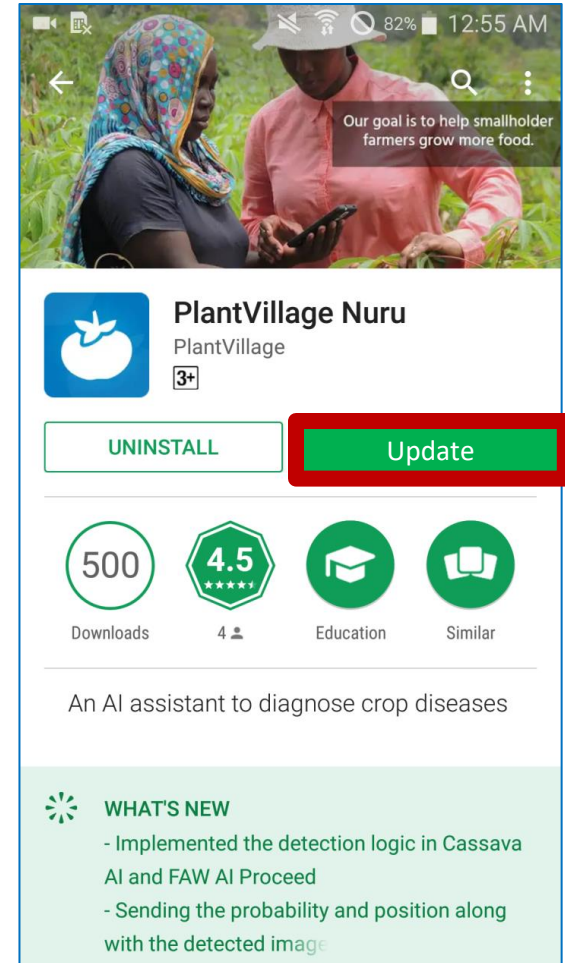 82% 12:55 AM
Our goal is to help smallholder
farmers grow more food.
PlantVillage Nuru
PlantVillage
3+
UNINSTALL
Update
500
4.5
Downloads
4
Education
Similar
An AI assistant to diagnose crop diseases
WHAT'S NEW
- Implemented the detection logic in Cassava
AI and FAW AI Proceed
- Sending the probability and position along
with the detected image